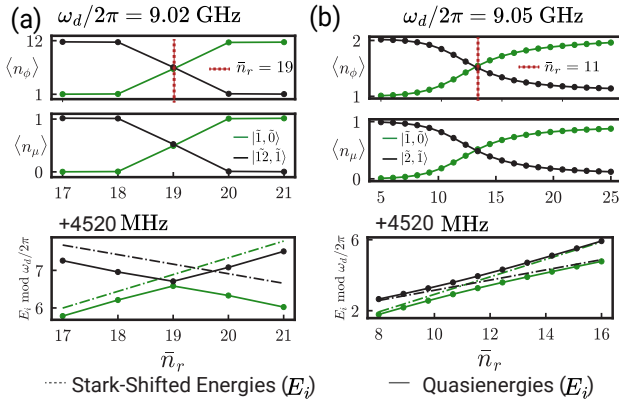 (a) ω_d/2π = 9.02 GHz
⟨n_ϕ⟩
12
1
n̄_r = 19
⟨n_μ⟩
1
0
|1̃, 0̃⟩
|1̃2, 1̃⟩
17 18 19 20 21
+4520 MHz
E_i mod ω_d/2π
7
6
17 18 19 20 21
n̄_r
(b) ω_d/2π = 9.05 GHz
⟨n_ϕ⟩
2
1
n̄_r = 11
⟨n_μ⟩
1
0
|1̃, 0̃⟩
|2̃, 1̃⟩
5 10 15 20 25
+4520 MHz
E_i mod ω_d/2π
6
2
8 10 12 14 16
n̄_r
Stark-Shifted Energies (E_i) Quasienergies (E_i)